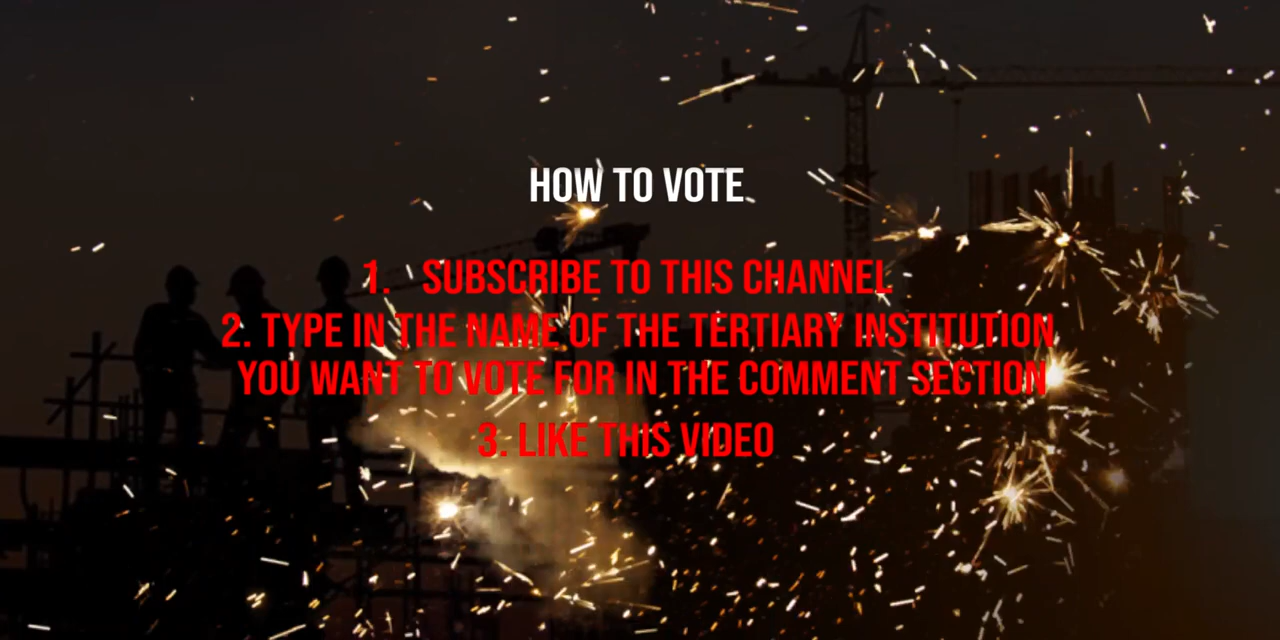 HOW TO VOTE
1. SUBSCRIBE TO THIS CHANNEL
2. TYPE IN THE NAME OF THE TERTIARY INSTITUTION
YOU WANT TO VOTE FOR IN THE COMMENT SECTION
3. LIKE THIS VIDEO